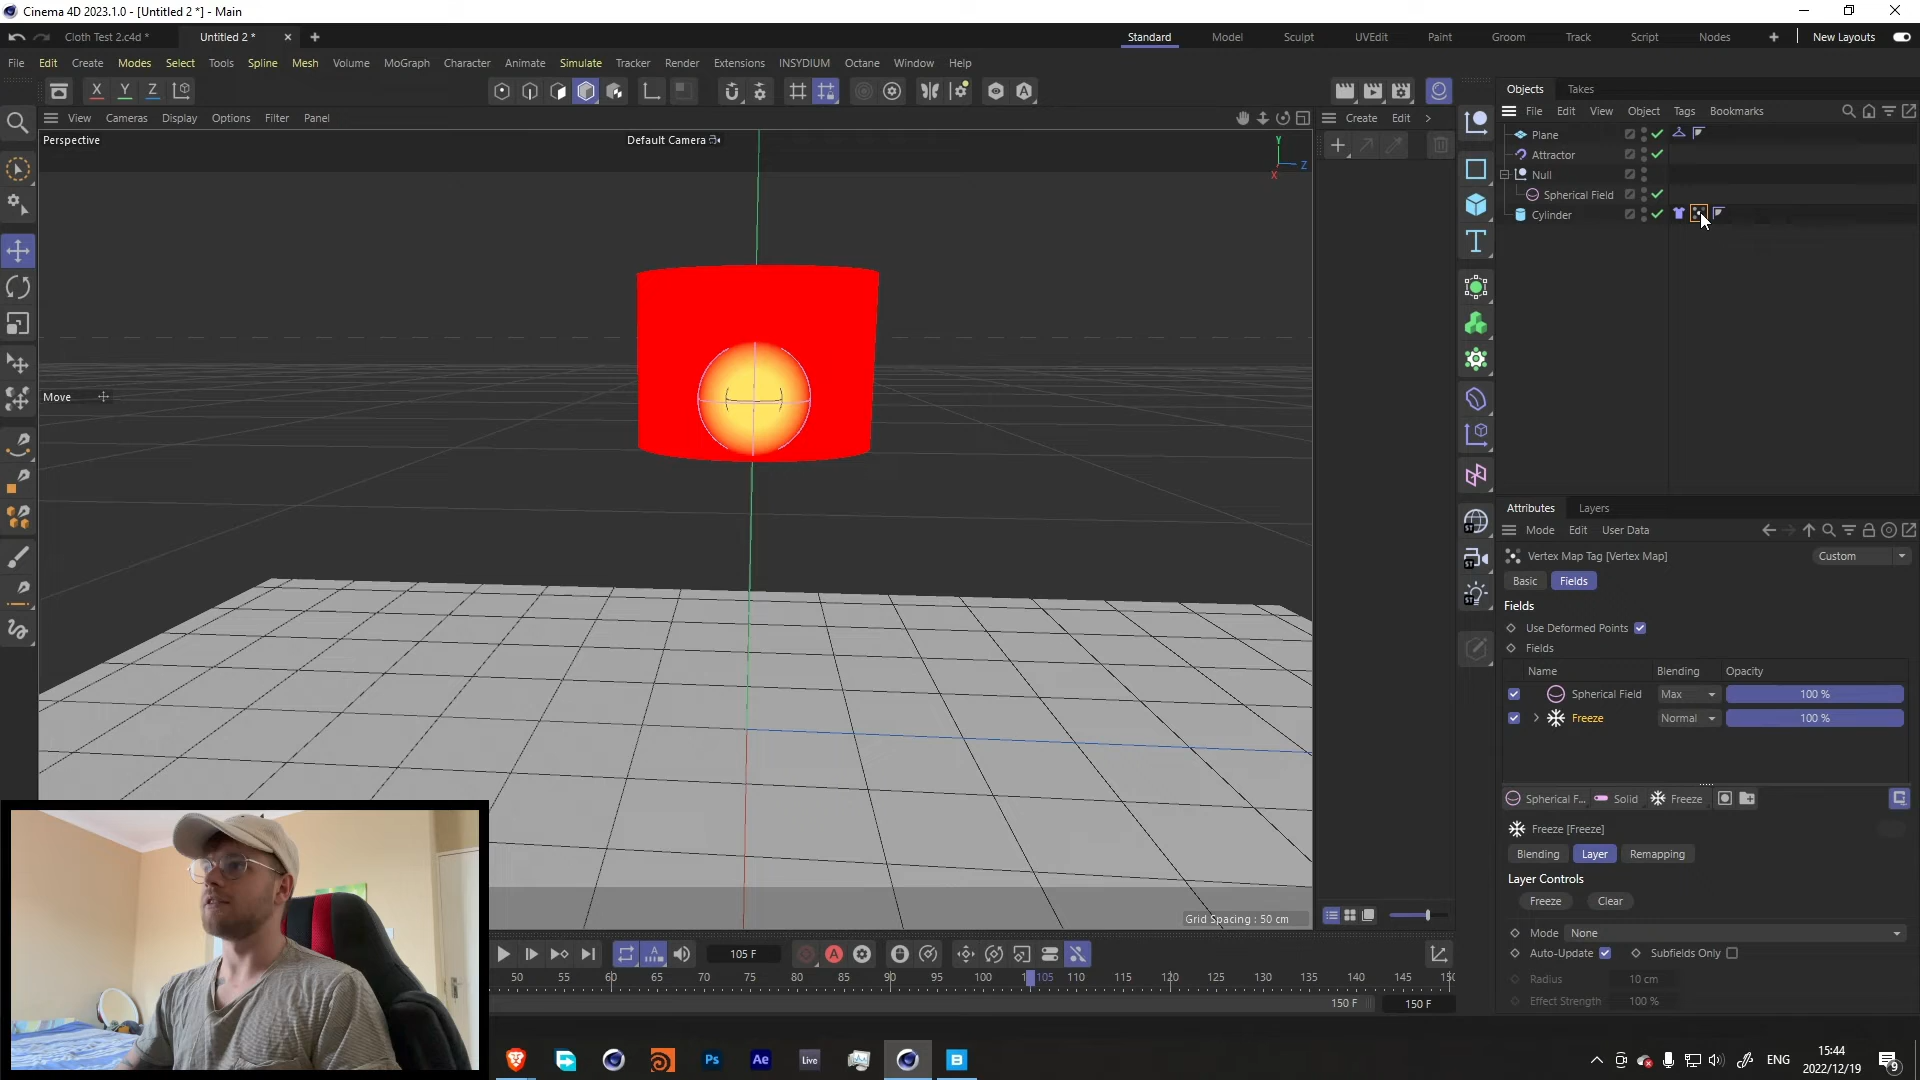 Cinema 4D 2023.1.0 - [Untitled 2 *] - Main
Cloth Test 2.c4d *
Untitled 2 *
Standard
Model
Sculpt
UVEdit
Paint
Groom
Track
Script
Nodes
New Layouts
File Edit Create Modes Select Tools Spline Mesh Volume MoGraph Character Animate Simulate Tracker Render Extensions INSYDIUM Octane Window Help
X Y Z
View Cameras Display Options Filter Panel
Create Edit
Perspective
Default Camera
Y
Z
X
Move
Grid Spacing : 50 cm
Objects Takes
File Edit View Object Tags Bookmarks
Plane
Attractor
Null
Spherical Field
Cylinder
Attributes Layers
Mode Edit User Data
Vertex Map Tag [Vertex Map]
Custom
Basic Fields
Fields
Use Deformed Points
Fields
Name Blending Opacity
Spherical Field Max 100 %
Freeze Normal 100 %
Spherical F... Solid Freeze
Freeze [Freeze]
Blending Layer Remapping
Layer Controls
Freeze Clear
Mode None
Auto-Update Subfields Only
Radius 10 cm
Effect Strength 100 %
105 F
50 55 60 65 70 75 80 85 90 95 100 105 110 115 120 125 130 135 140 145
150 F 150 F
Ps Ae Live
ENG
15:44
2022/12/19